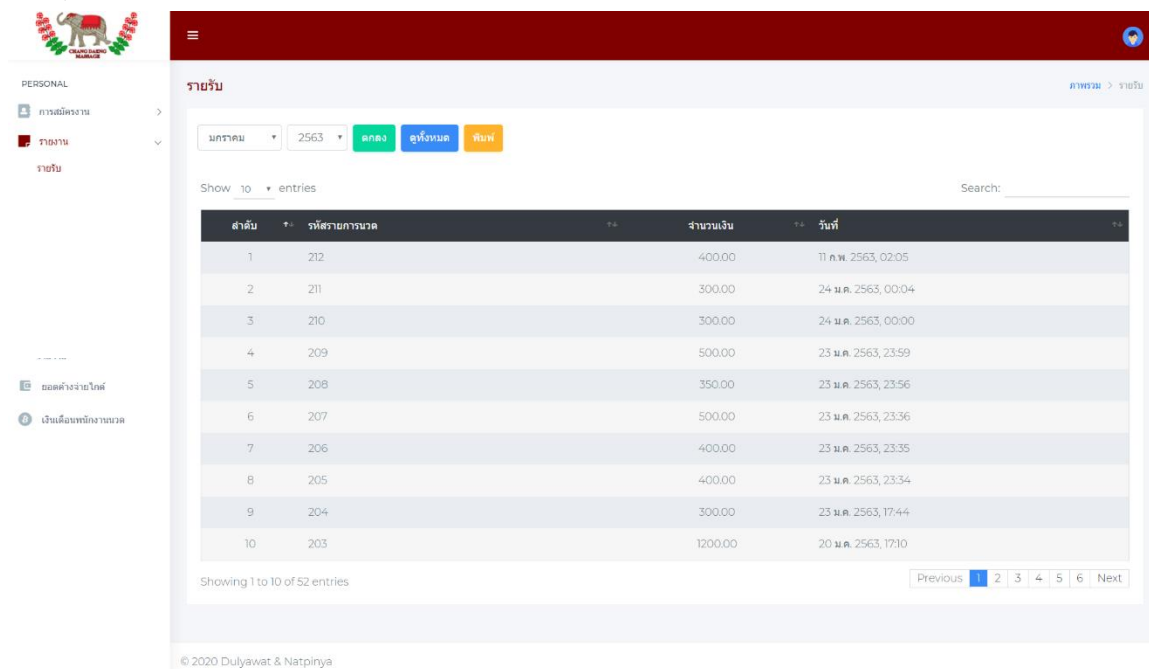 CHANG DAENG
MASSAGE
PERSONAL
การสมัครงาน
รายงาน
รายรับ
ยอดค้างจ่ายไกด์
เงินเดือนพนักงานนวด
รายรับ
ภาพรวม > รายรับ
มกราคม 2563 ตกลง ดูทั้งหมด พิมพ์
Show 10 entries Search:
ลำดับ รหัสรายการนวด จำนวนเงิน วันที่
1 212 400.00 11 ก.พ. 2563, 02:05
2 211 300.00 24 ม.ค. 2563, 00:04
3 210 300.00 24 ม.ค. 2563, 00:00
4 209 500.00 23 ม.ค. 2563, 23:59
5 208 350.00 23 ม.ค. 2563, 23:56
6 207 500.00 23 ม.ค. 2563, 23:36
7 206 400.00 23 ม.ค. 2563, 23:35
8 205 400.00 23 ม.ค. 2563, 23:34
9 204 300.00 23 ม.ค. 2563, 17:44
10 203 1200.00 20 ม.ค. 2563, 17:10
Showing 1 to 10 of 52 entries Previous 1 2 3 4 5 6 Next
© 2020 Dulyawat & Natpinya